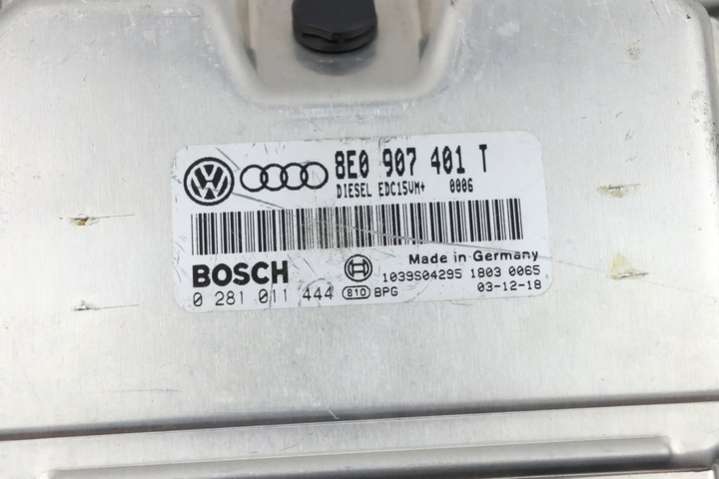 8E0 907 401 T
DIESEL EDC15VM+ 0006
BOSCH
Made in Germany
1039S04295 1803 0065
0 281 011 444 810 BPG 03-12-18